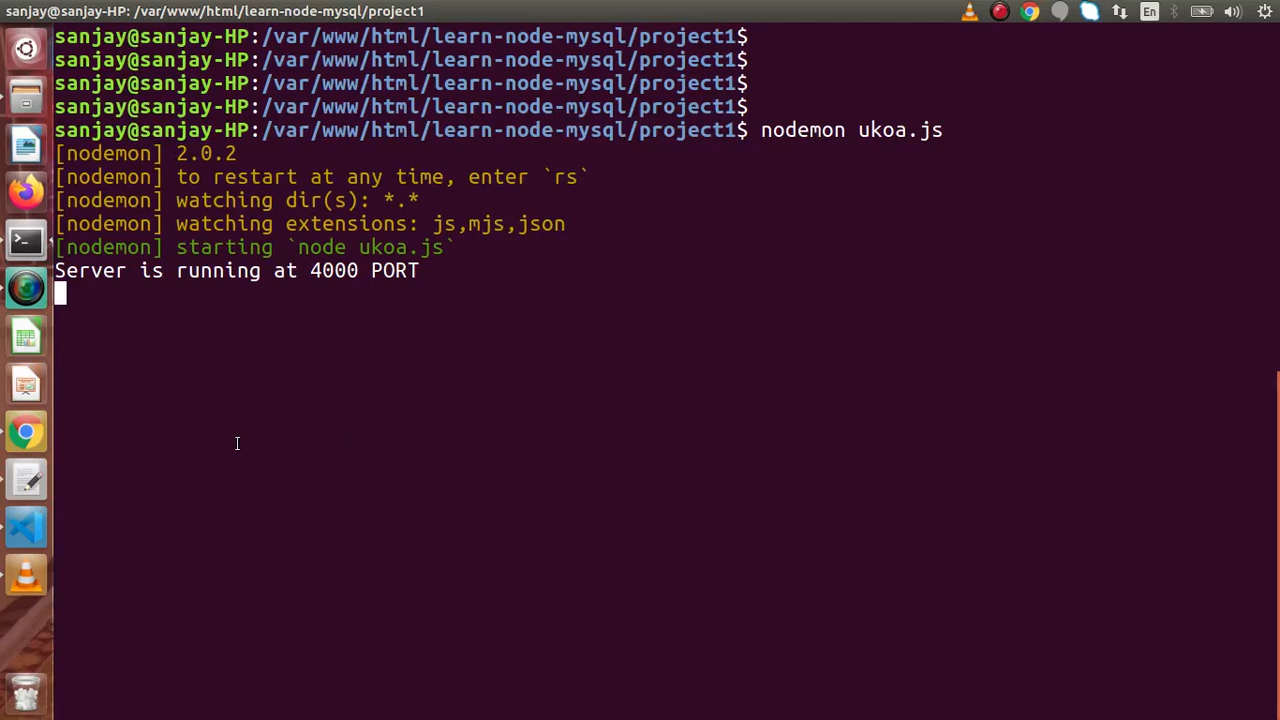 sanjay@sanjay-HP: /var/www/html/learn-node-mysql/project1
En
sanjay@sanjay-HP:/var/www/html/learn-node-mysql/project1$
sanjay@sanjay-HP:/var/www/html/learn-node-mysql/project1$
sanjay@sanjay-HP:/var/www/html/learn-node-mysql/project1$
sanjay@sanjay-HP:/var/www/html/learn-node-mysql/project1$
sanjay@sanjay-HP:/var/www/html/learn-node-mysql/project1$ nodemon ukoa.js
[nodemon] 2.0.2
[nodemon] to restart at any time, enter `rs`
[nodemon] watching dir(s): *.*
[nodemon] watching extensions: js,mjs,json
[nodemon] starting `node ukoa.js`
Server is running at 4000 PORT